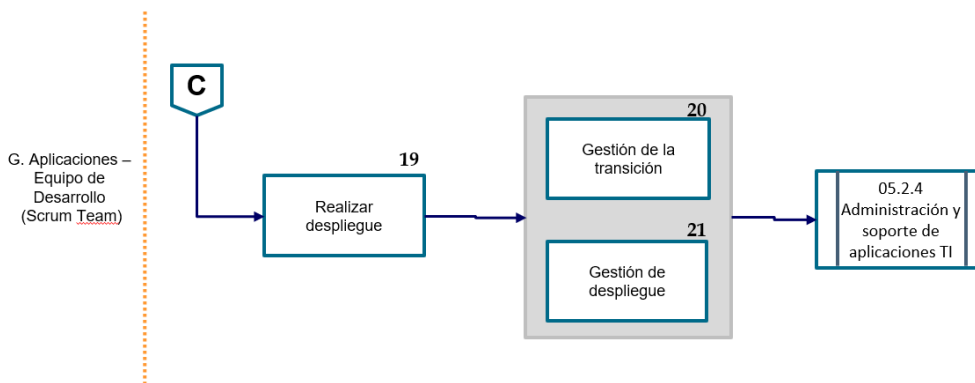 G. Aplicaciones –
Equipo de
Desarrollo
(Scrum Team)
C
19
Realizar
despliegue
20
Gestión de la
transición
21
Gestión de
despliegue
05.2.4
Administración y
soporte de
aplicaciones TI